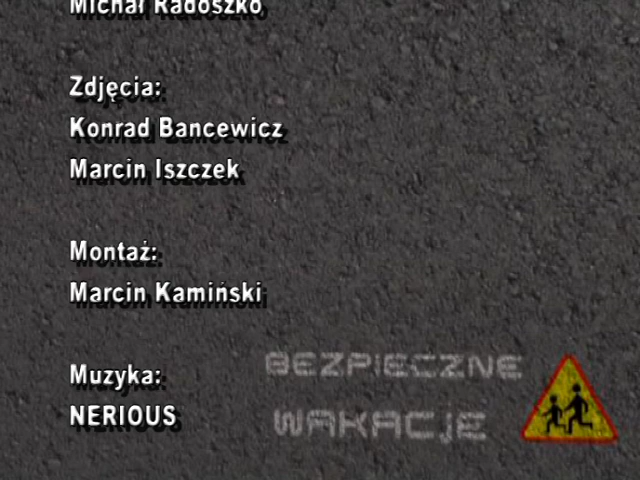 Michał Radoszko
Zdjęcia:
Konrad Bancewicz
Marcin Iszczek
Montaż:
Marcin Kamiński
Muzyka:
NERIOUS
BEZPIECZNE
WAKACJE